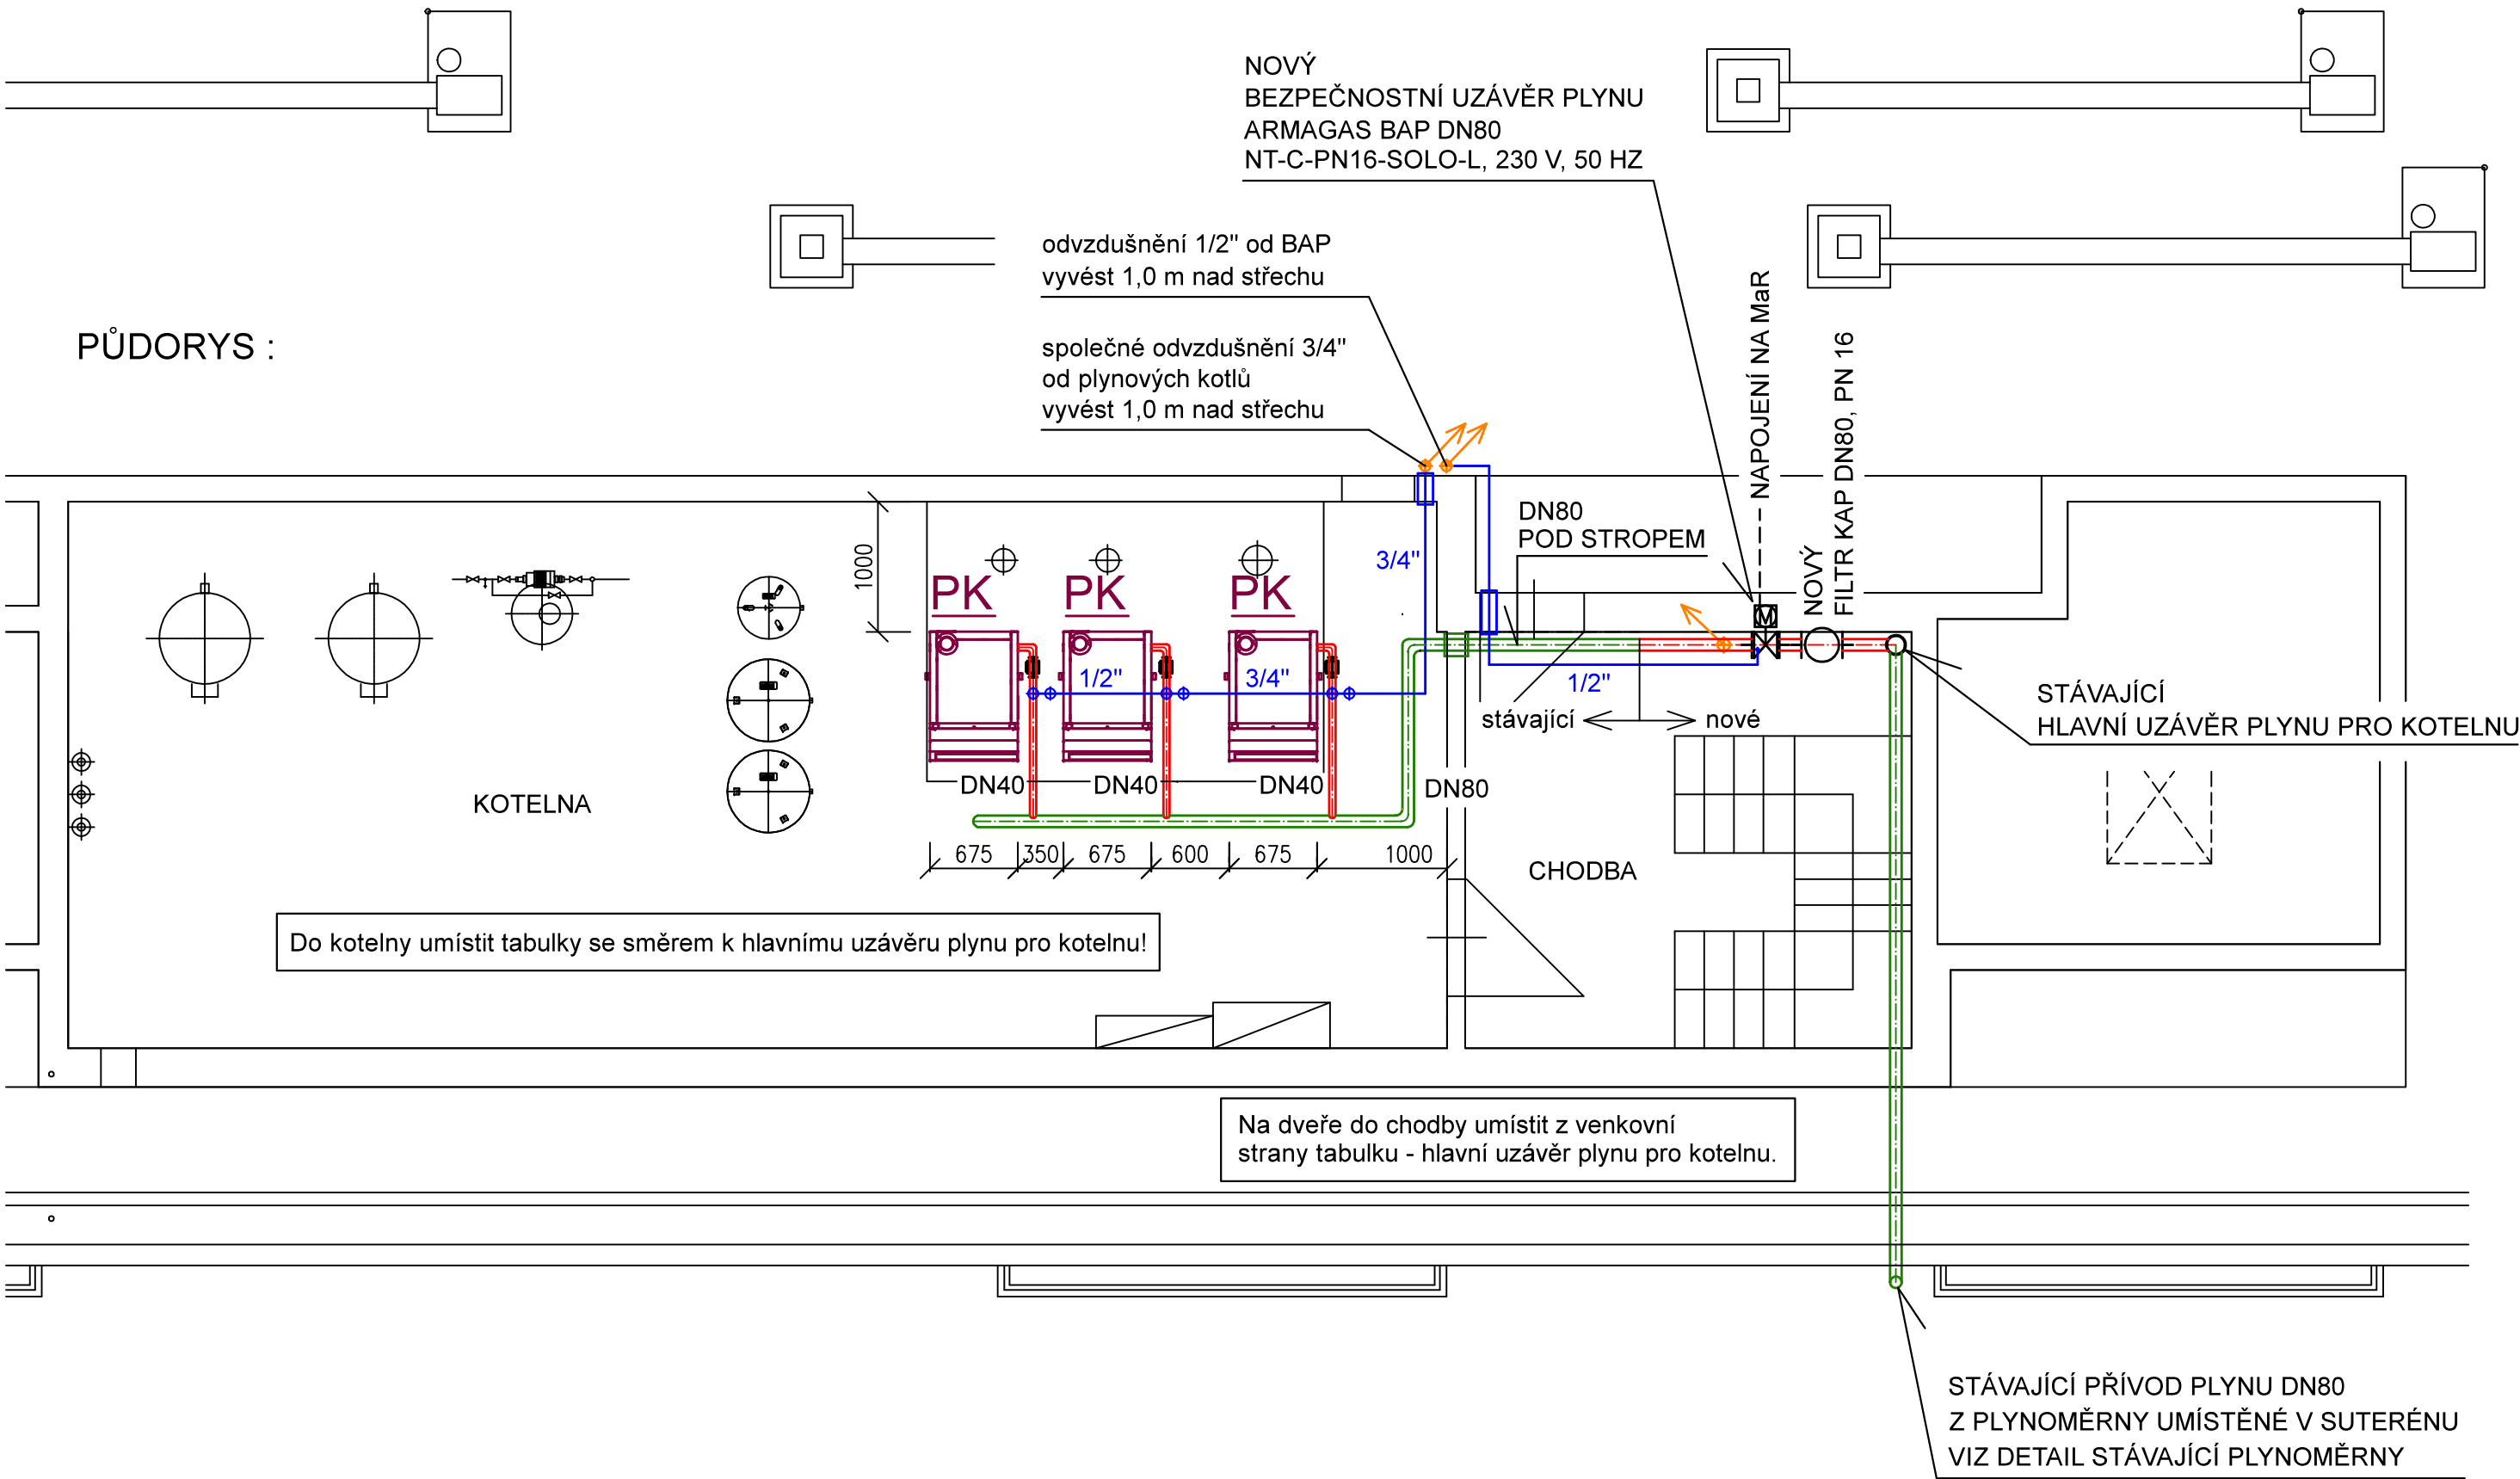 NOVÝ
BEZPEČNOSTNÍ UZÁVĚR PLYNU
ARMAGAS BAP DN80
NT-C-PN16-SOLO-L, 230 V, 50 HZ
odvzdušnění 1/2" od BAP
vyvést 1,0 m nad střechu
PŮDORYS :
společné odvzdušnění 3/4"
od plynových kotlů
vyvést 1,0 m nad střechu
NAPOJENÍ NA MaR
NOVÝ
FILTR KAP DN80, PN 16
DN80
POD STROPEM
3/4"
1000
PK
PK
PK
M
1/2"
3/4"
1/2"
stávající
nové
STÁVAJÍCÍ
HLAVNÍ UZÁVĚR PLYNU PRO KOTELNU
DN40
DN40
DN40
DN80
KOTELNA
675
350
675
600
675
1000
CHODBA
Do kotelny umístit tabulky se směrem k hlavnímu uzávěru plynu pro kotelnu!
Na dveře do chodby umístit z venkovní
strany tabulku - hlavní uzávěr plynu pro kotelnu.
STÁVAJÍCÍ PŘÍVOD PLYNU DN80
Z PLYNOMĚRNY UMÍSTĚNÉ V SUTERÉNU
VIZ DETAIL STÁVAJÍCÍ PLYNOMĚRNY